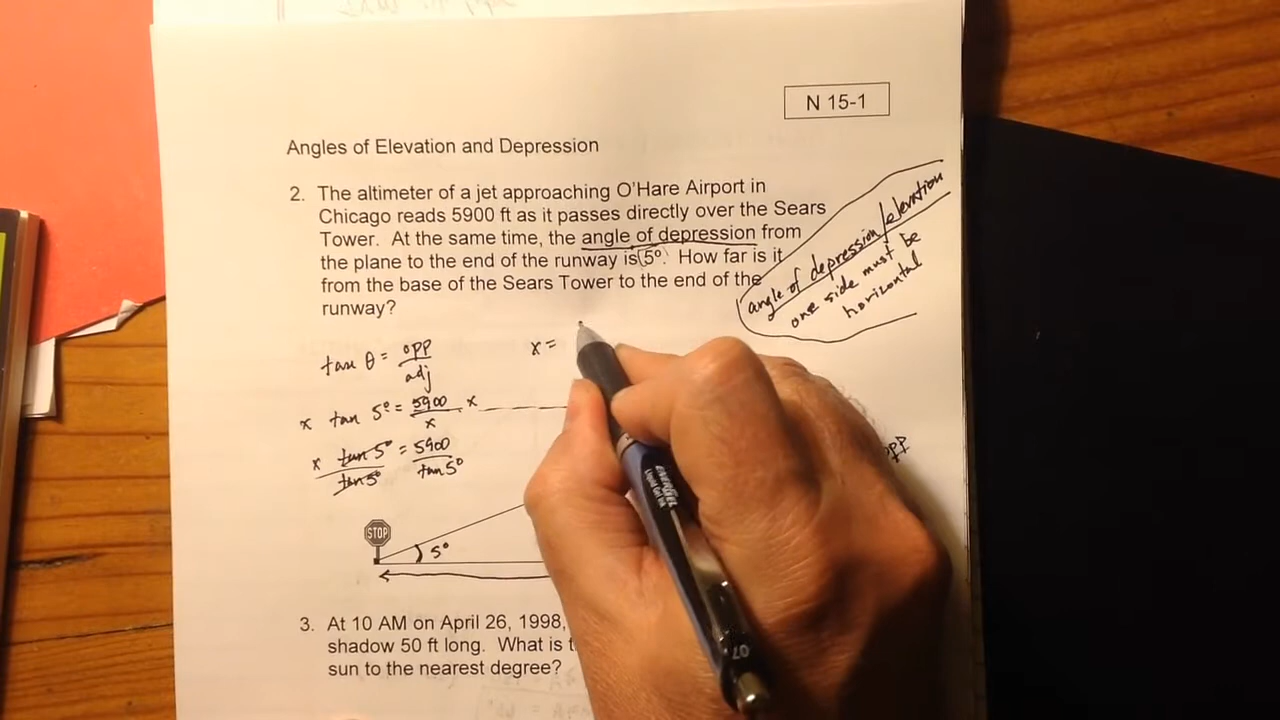 N 15-1
Angles of Elevation and Depression
2. The altimeter of a jet approaching O'Hare Airport in
Chicago reads 5900 ft as it passes directly over the Sears
Tower. At the same time, the angle of depression from
the plane to the end of the runway is 5°. How far is it
from the base of the Sears Tower to the end of the
runway?
angle of depression/elevation
one side must be
horizontal
tan θ = opp/adj
x =
x tan 5° = 5900/x x
x tan 5°/tan 5° = 5900/tan 5°
STOP
5°
3. At 10 AM on April 26, 1998,
shadow 50 ft long. What is
sun to the nearest degree?
ENERGEL
Liquid Gel Ink
07